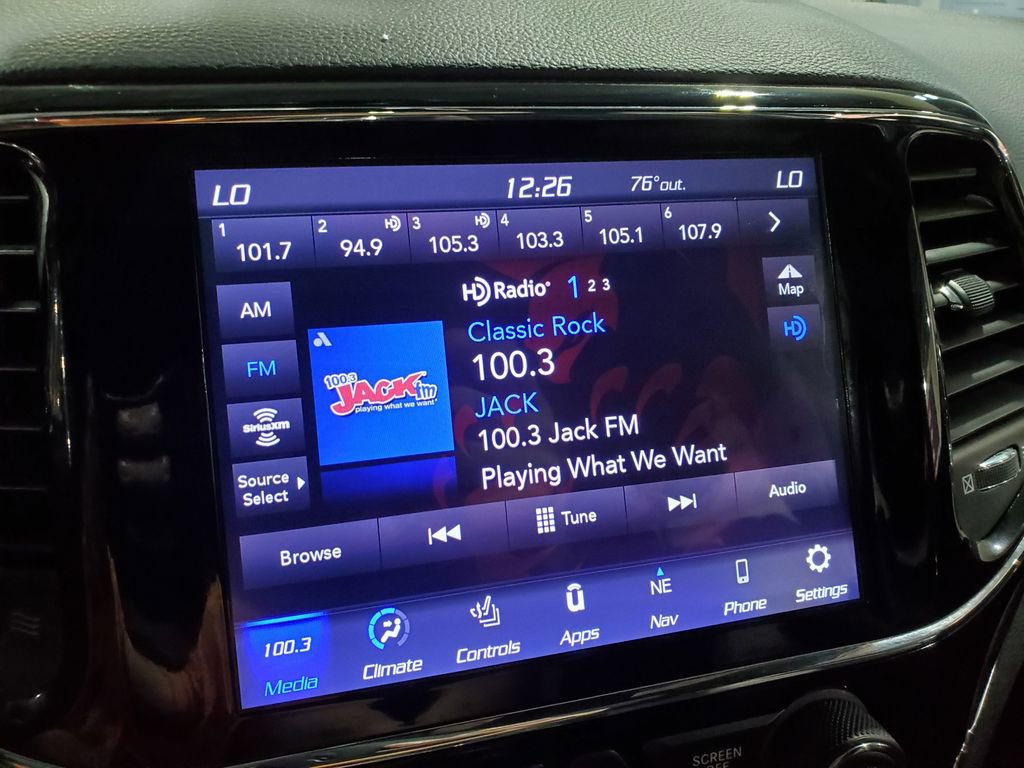 LO 12:26 76° out. LO
1 101.7
2 94.9 HD
3 105.3 HD
4 103.3
5 105.1
6 107.9
HD Radio 1 2 3
Map
AM
HD
FM
Classic Rock
100.3
100.3
JACK fm
playing what we want
JACK
SiriusXM
100.3 Jack FM
Playing What We Want
Source
Select
Browse
Tune
Audio
100.3
Media
Climate
Controls
Apps
NE
Nav
Phone
Settings
SCREEN